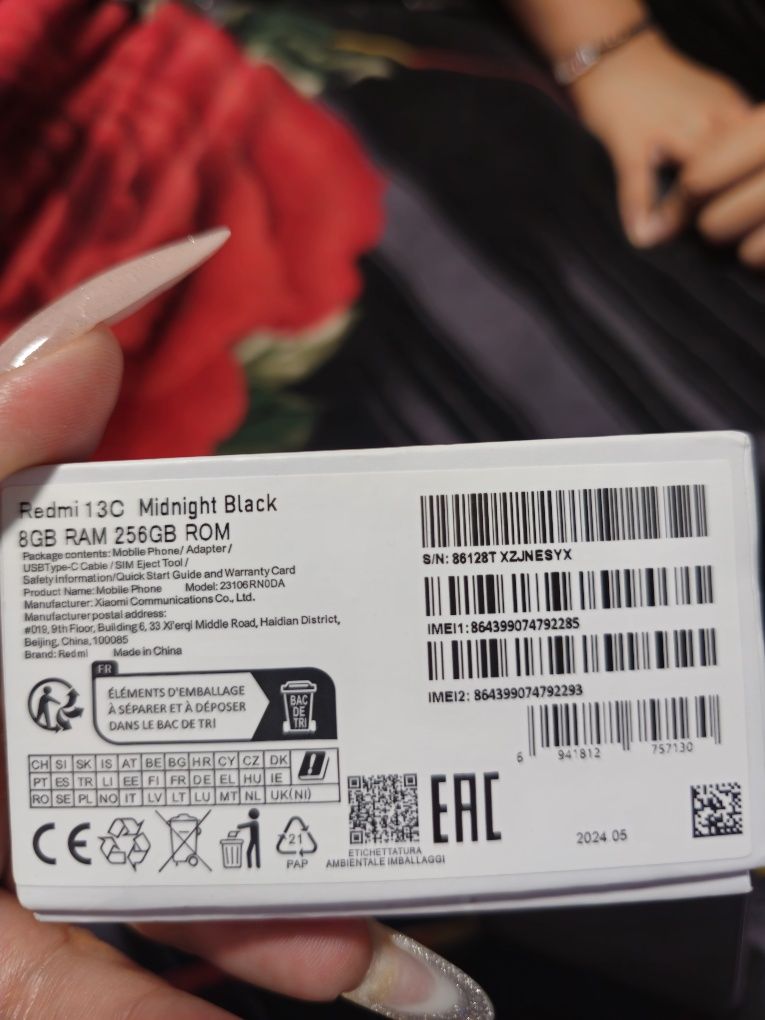 Redmi 13C Midnight Black
8GB RAM 256GB ROM
Package contents: Mobile Phone/ Adapter/
USBType-C Cable / SIM Eject Tool /
Safety information/Quick Start Guide and Warranty Card
Product Name: Mobile Phone Model: 23106RN0DA
Manufacturer: Xiaomi Communications Co., Ltd.
Manufacturer postal address:
#019, 9th Floor, Building 6, 33 Xi'erqi Middle Road, Haidian District,
Beijing, China, 100085
Brand: Redmi Made in China
FR
ÉLÉMENTS D'EMBALLAGE
À SÉPARER ET À DÉPOSER
DANS LE BAC DE TRI
BAC
DE
TRI
CH SI SK IS AT BE BG HR CY CZ DK
PT ES TR LI EE FI FR DE EL HU IE
RO SE PL NO IT LV LT LU MT NL UK(NI)
CE
21
PAP
ETICHETTATURA
AMBIENTALE IMBALLAGGI
EAC
S/N: 86128T XZJNESYX
IMEI1: 864399074792285
IMEI2: 864399074792293
6 941812 757130
2024.05